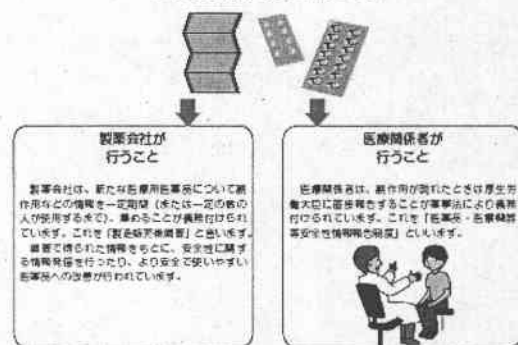 製薬会社が
行うこと
製薬会社は、新たな医療用医薬品について副
作用などの情報を一定期間（または一定の数の
人が使用するまで）、集めることが義務付けられ
ています。これを「製造販売後調査」と言います。
調査で得られた情報をもとに、安全性に関す
る情報発信を行ったり、より安全で使いやすい
医薬品への改善が行われています。
医療関係者が
行うこと
医療関係者は、副作用が現れたときは厚生労
働大臣に直接報告することが薬事法により義務
付けられています。これを「医薬品・医療機器
等安全性情報報告制度」といいます。